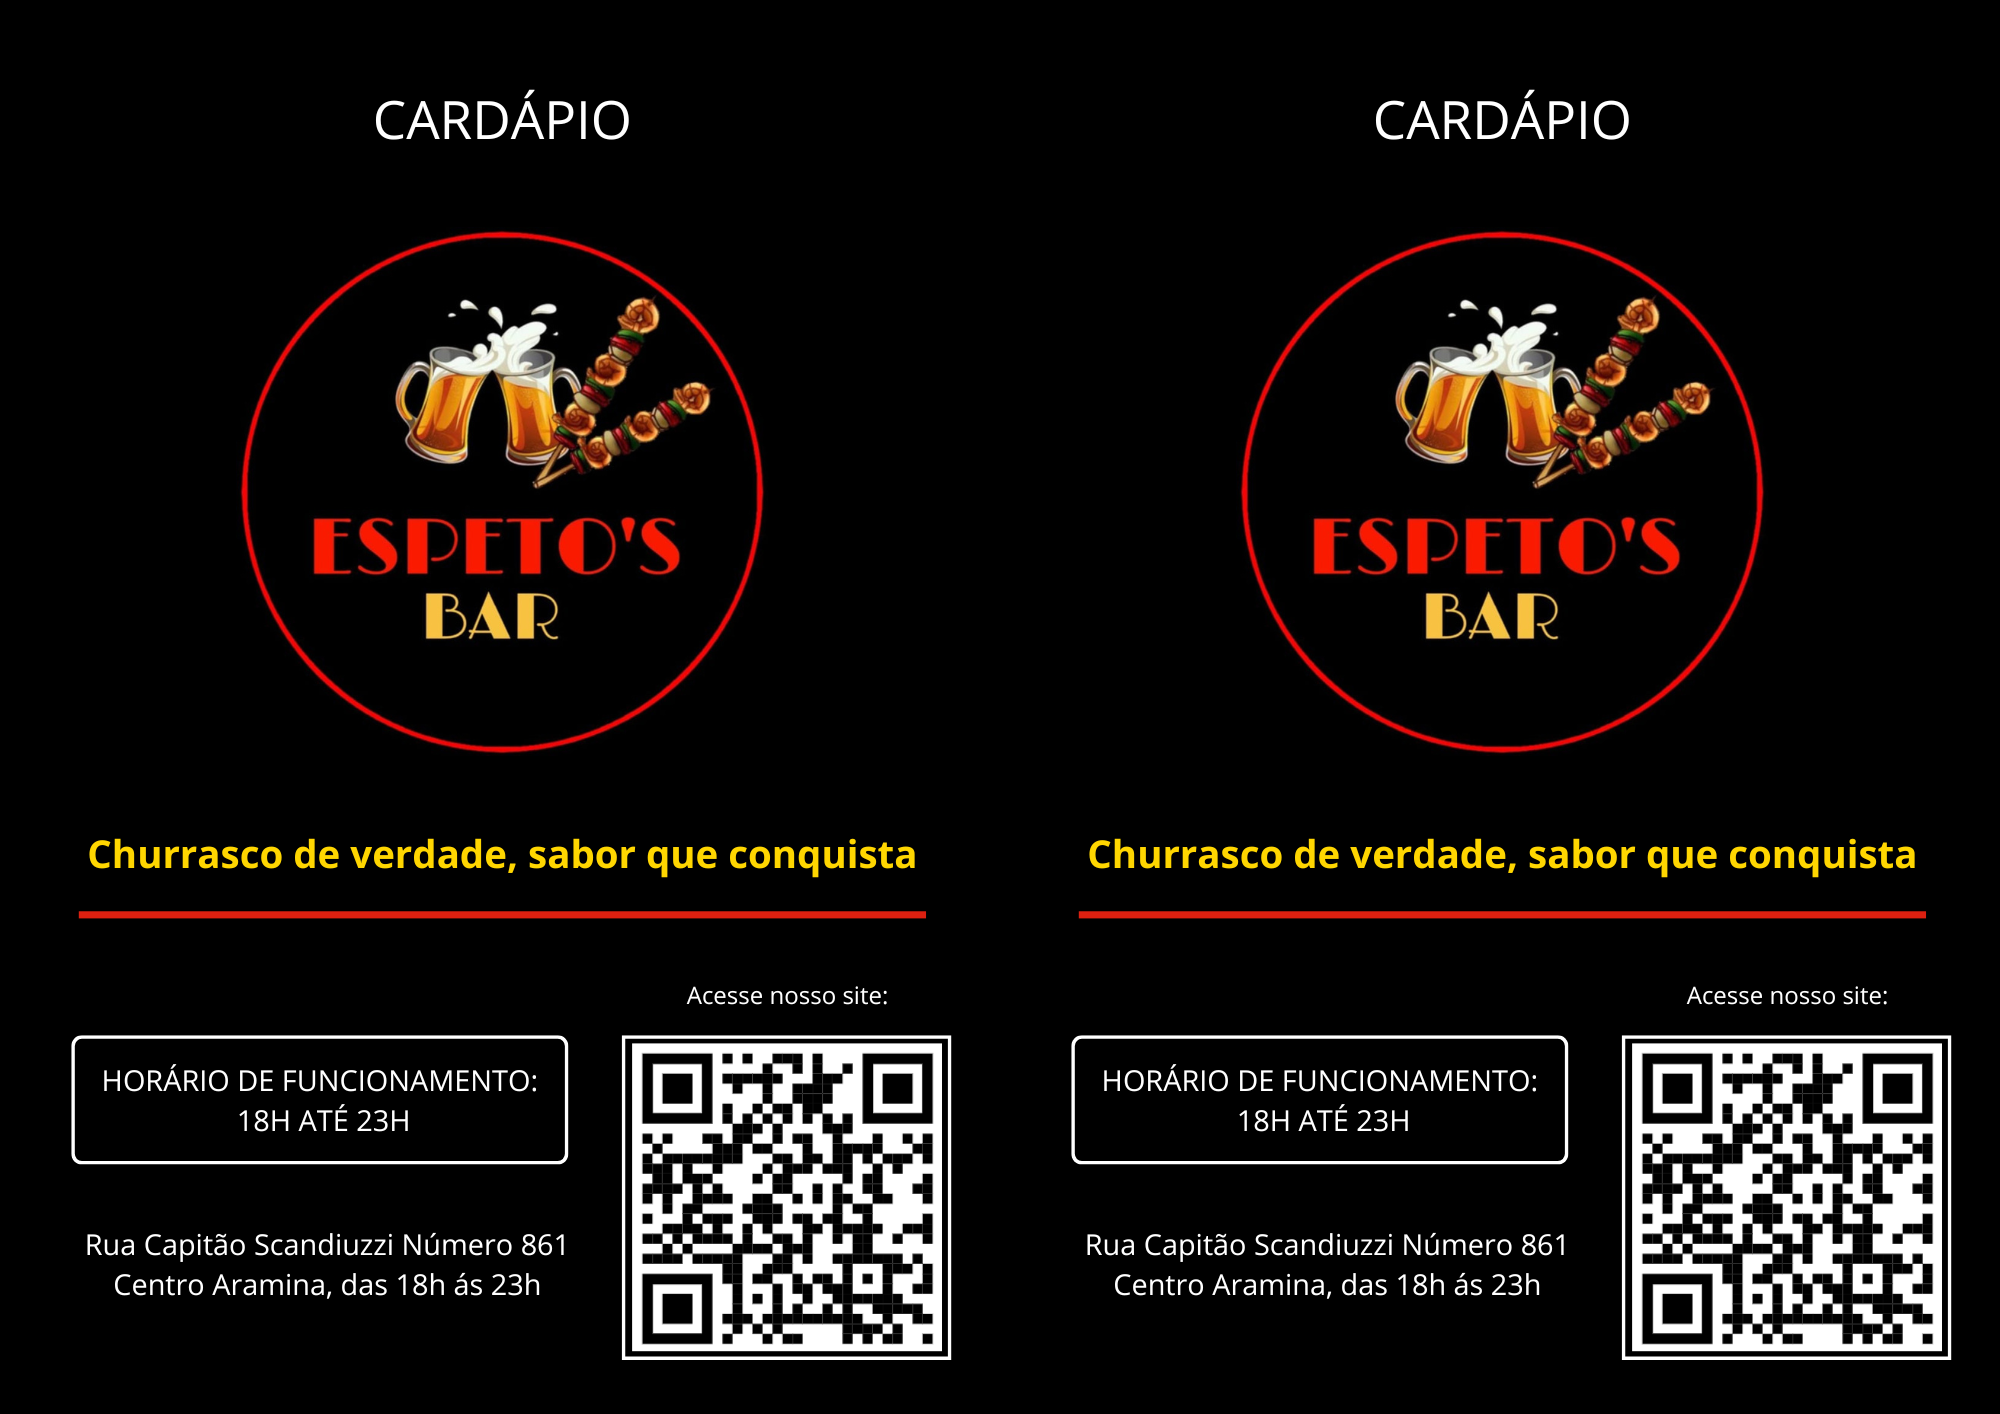 CARDÁPIO
ESPETO'S
BAR
Churrasco de verdade, sabor que conquista
Acesse nosso site:
HORÁRIO DE FUNCIONAMENTO:
18H ATÉ 23H
Rua Capitão Scandiuzzi Número 861
Centro Aramina, das 18h ás 23h
CARDÁPIO
ESPETO'S
BAR
Churrasco de verdade, sabor que conquista
Acesse nosso site:
HORÁRIO DE FUNCIONAMENTO:
18H ATÉ 23H
Rua Capitão Scandiuzzi Número 861
Centro Aramina, das 18h ás 23h